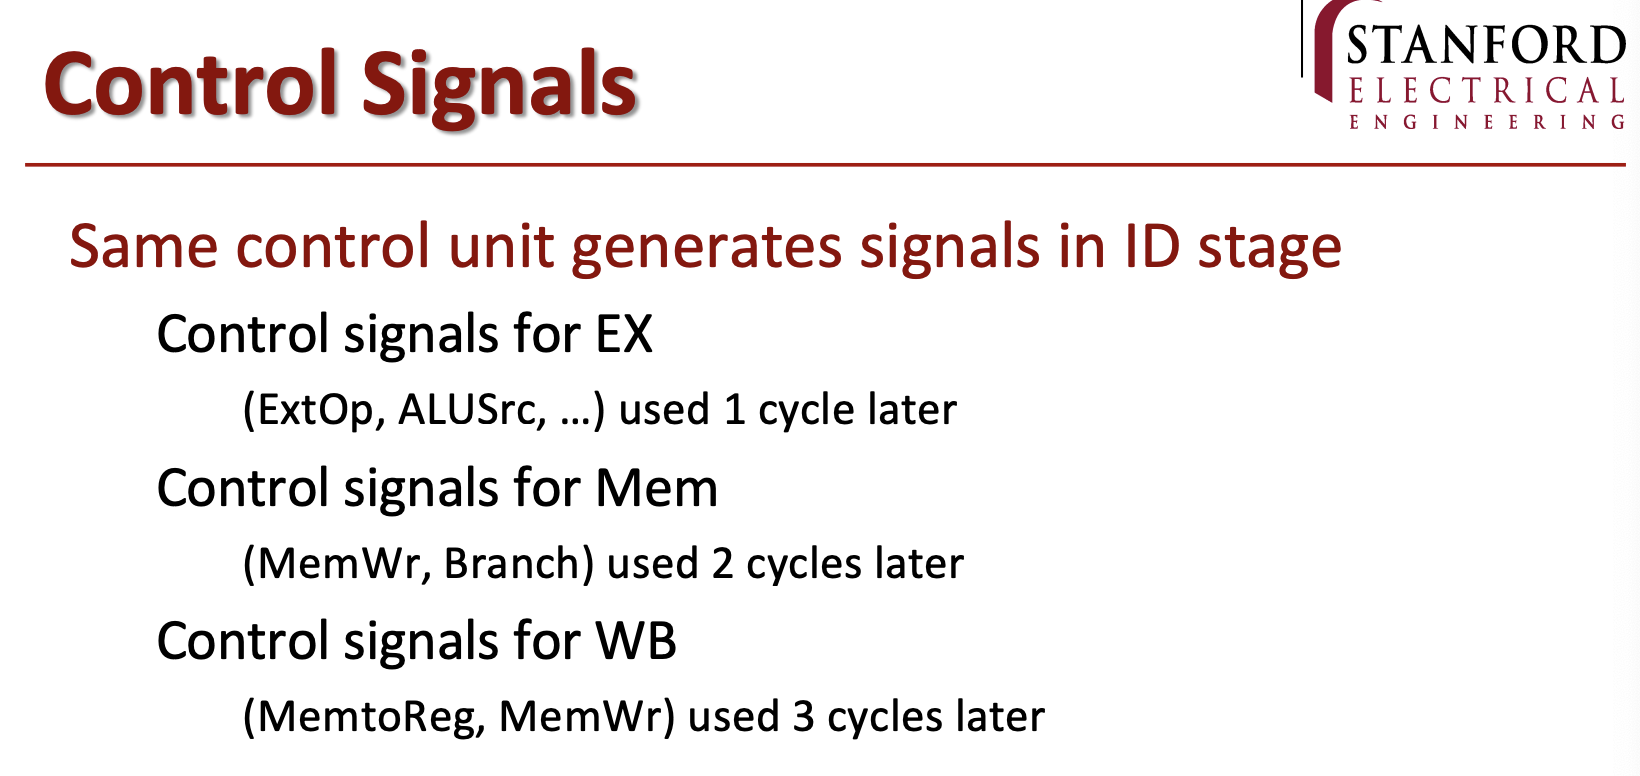 Control Signals
STANFORD
ELECTRICAL
ENGINEERING
Same control unit generates signals in ID stage
Control signals for EX
(ExtOp, ALUSrc, ...) used 1 cycle later
Control signals for Mem
(MemWr, Branch) used 2 cycles later
Control signals for WB
(MemtoReg, MemWr) used 3 cycles later